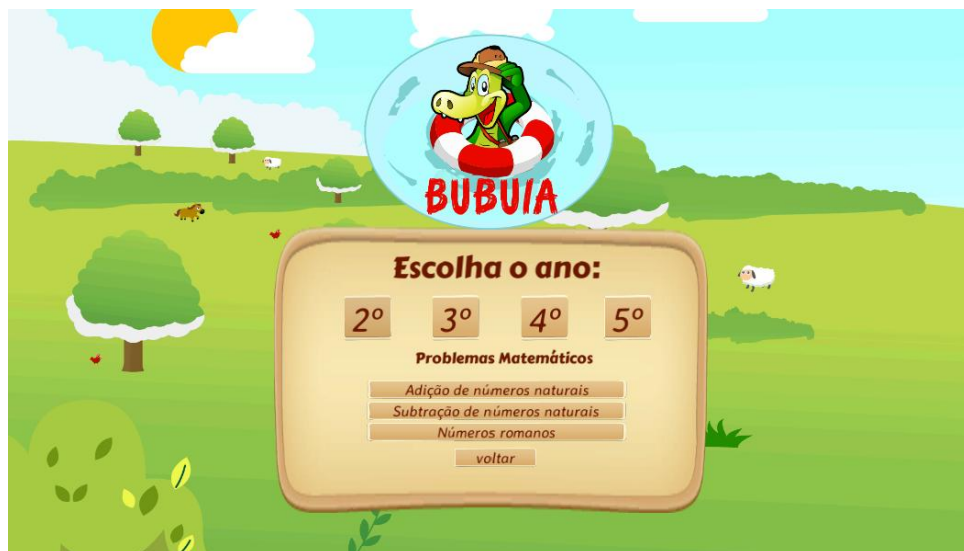 BUBUIA
Escolha o ano:
2º 3º 4º 5º
Problemas Matemáticos
Adição de números naturais
Subtração de números naturais
Números romanos
voltar